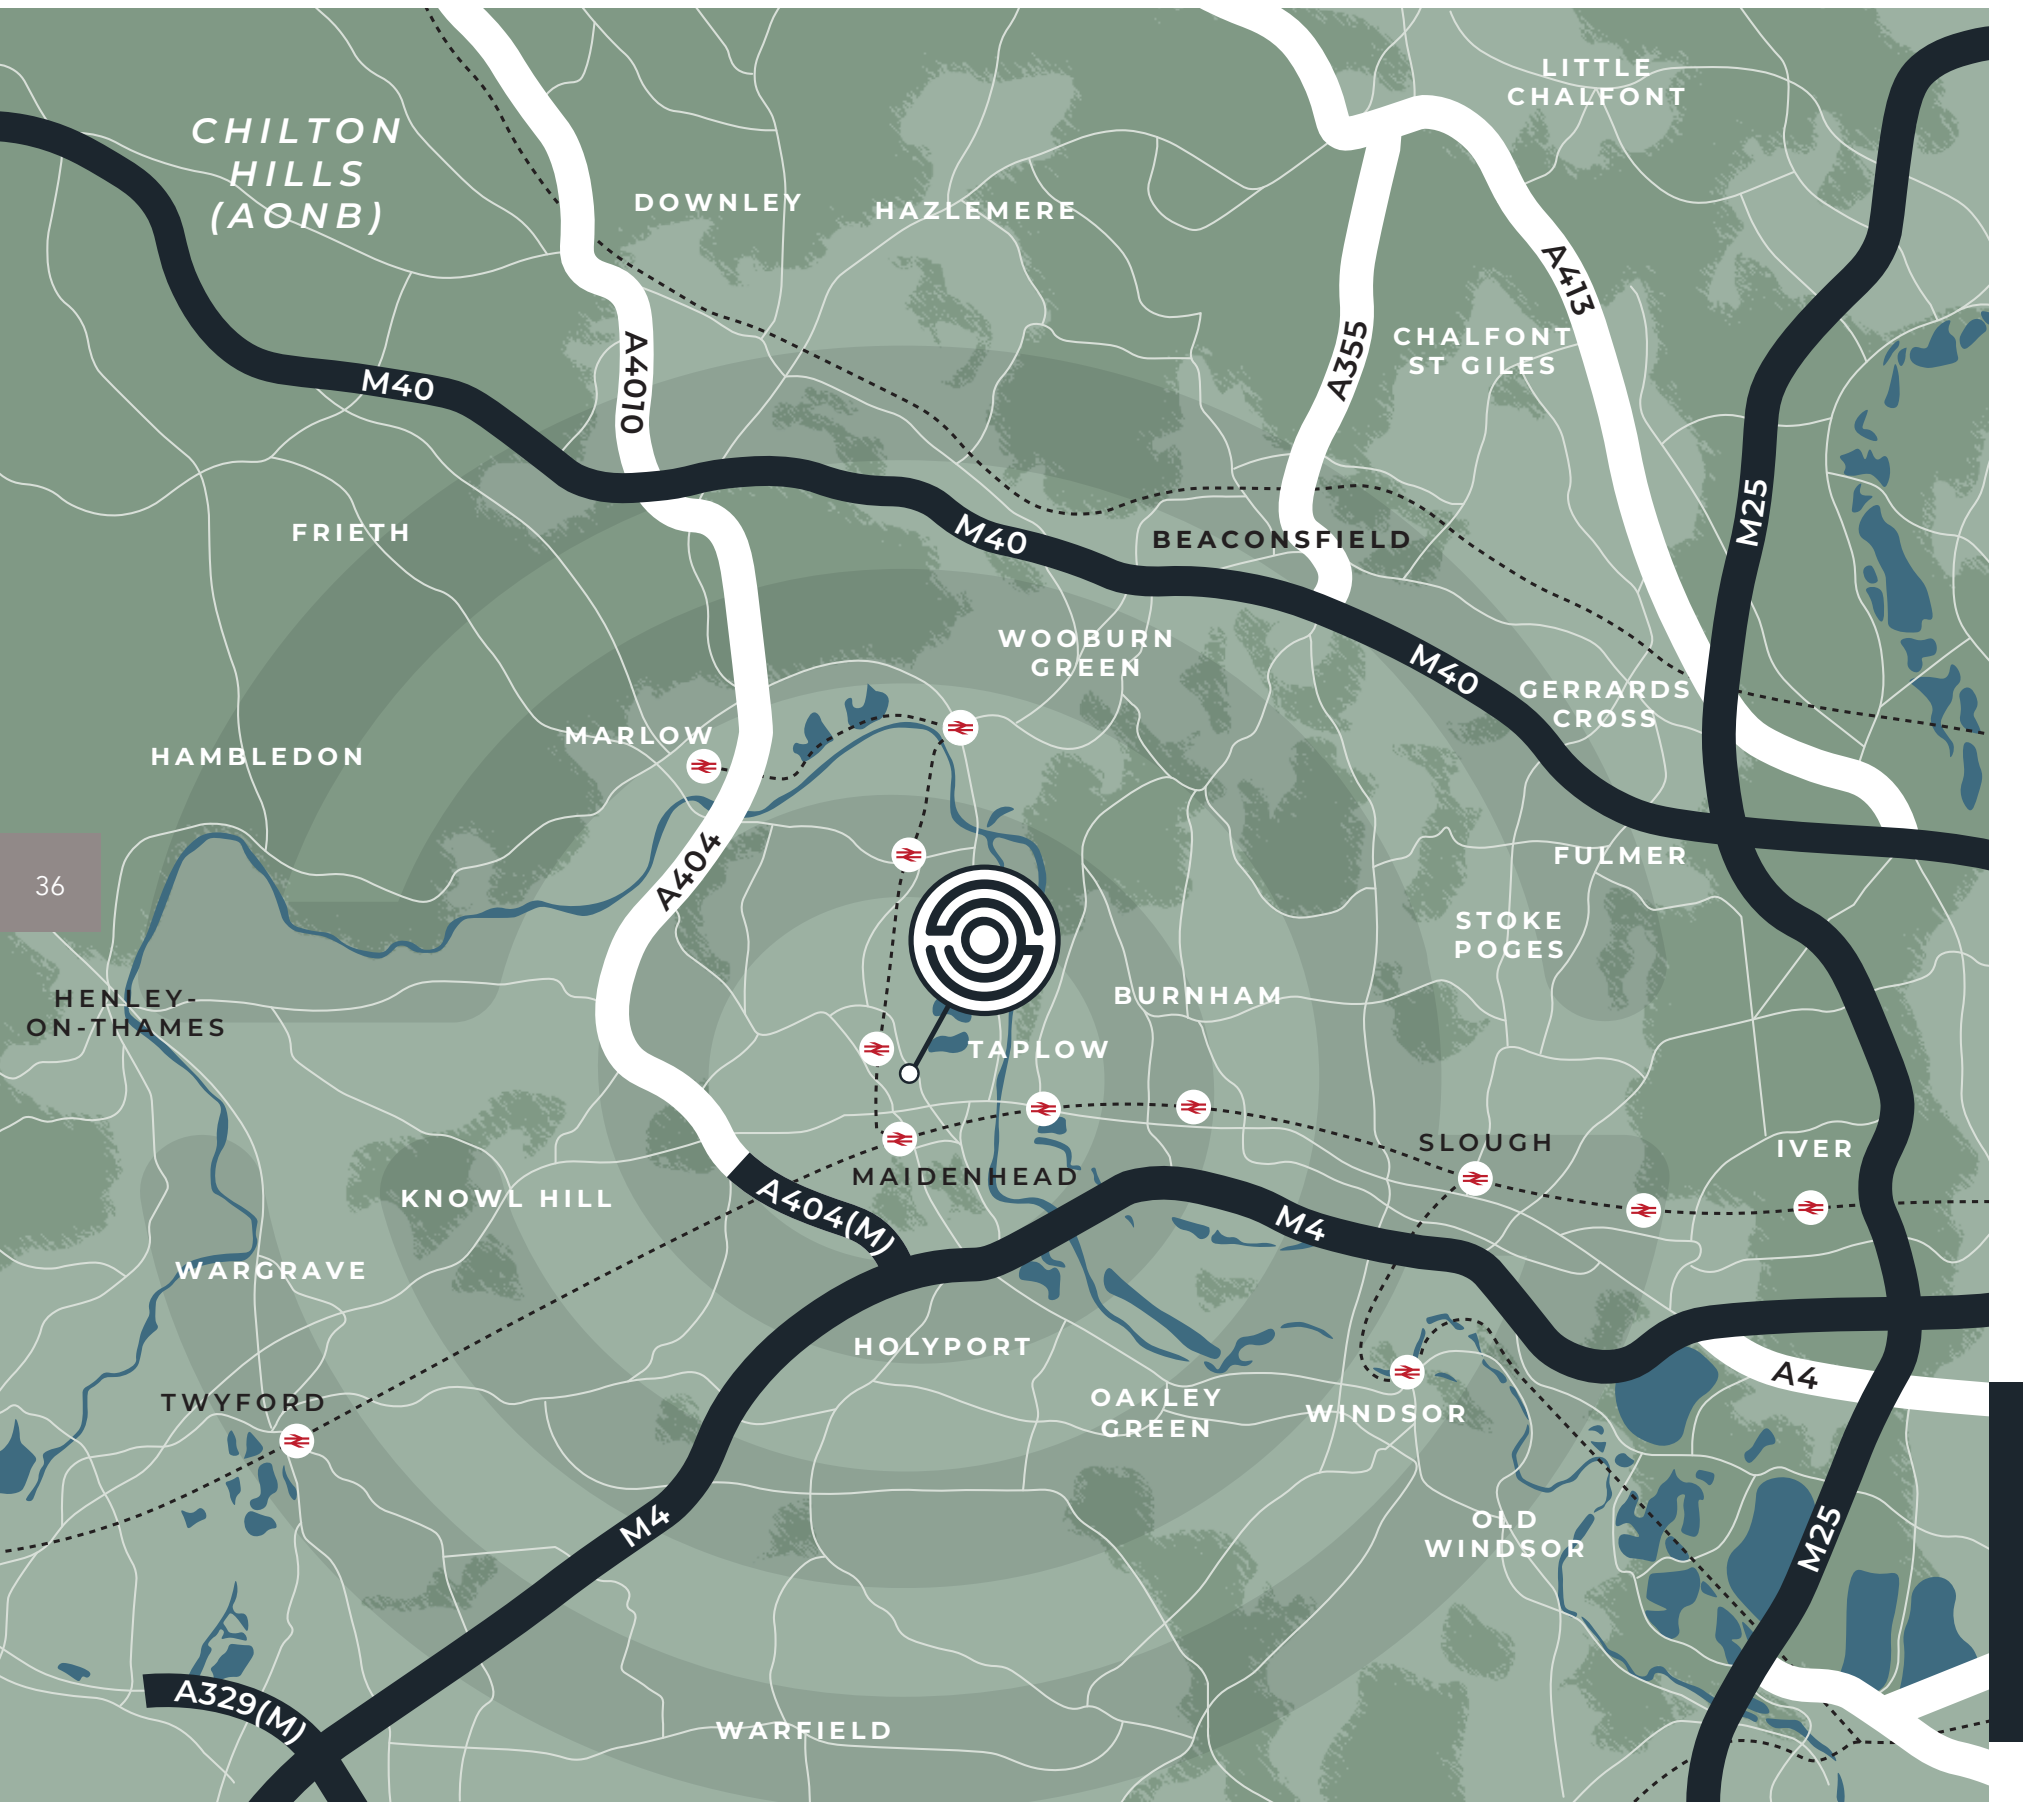 LITTLE
CHALFONT
CHILTON
HILLS
(AONB)
DOWNLEY
HAZLEMERE
A413
A4010
A355
CHALFONT
ST GILES
M40
M25
FRIETH
M40
BEACONSFIELD
WOOBURN
GREEN
M40
GERRARDS
CROSS
MARLOW
HAMBLEDON
A404
FULMER
36
STOKE
POGES
HENLEY-
ON-THAMES
BURNHAM
TAPLOW
SLOUGH
IVER
MAIDENHEAD
KNOWL HILL
A404(M)
M4
WARGRAVE
HOLYPORT
A4
OAKLEY
GREEN
WINDSOR
TWYFORD
M4
OLD
WINDSOR
M25
A329(M)
WARFIELD